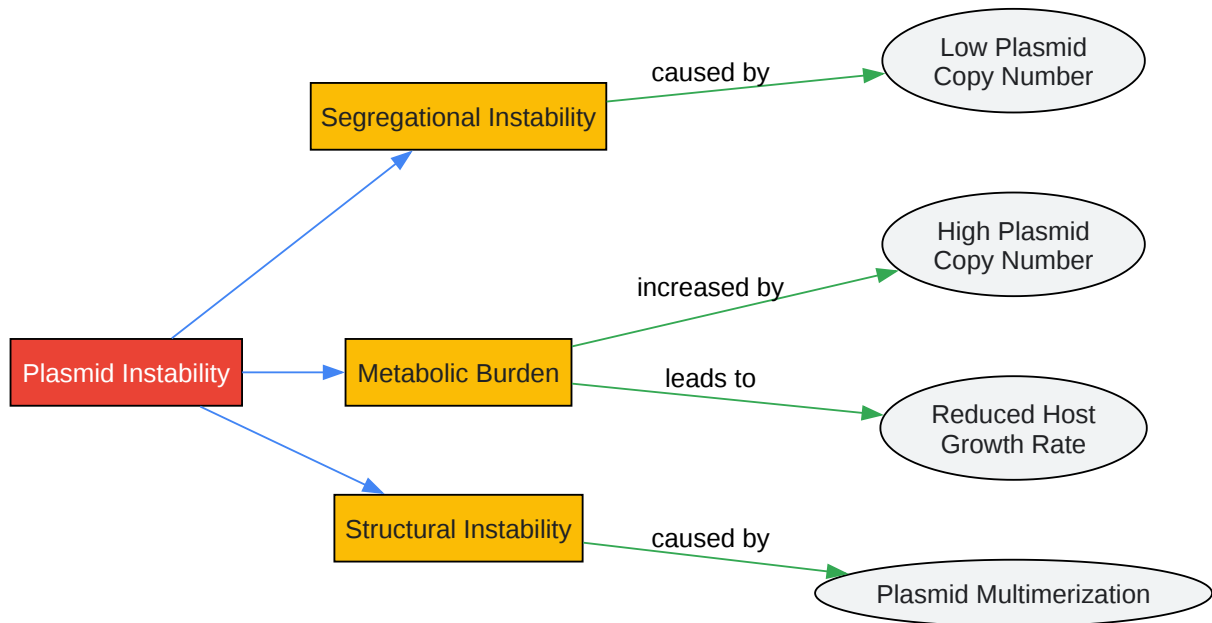 Low Plasmid
Copy Number
caused by
Segregational Instability
High Plasmid
Copy Number
increased by
Plasmid Instability
Metabolic Burden
leads to
Reduced Host
Growth Rate
Structural Instability
caused by
Plasmid Multimerization